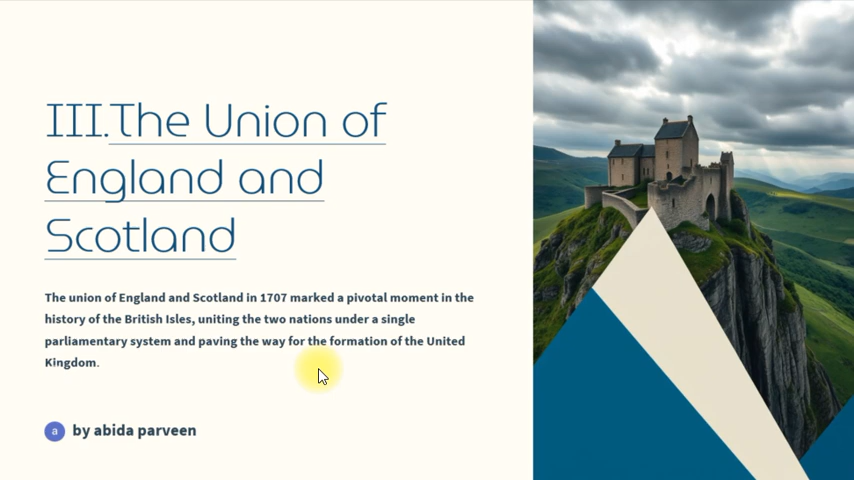 III.The Union of
England and
Scotland
The union of England and Scotland in 1707 marked a pivotal moment in the
history of the British Isles, uniting the two nations under a single
parliamentary system and paving the way for the formation of the United
Kingdom.
a by abida parveen